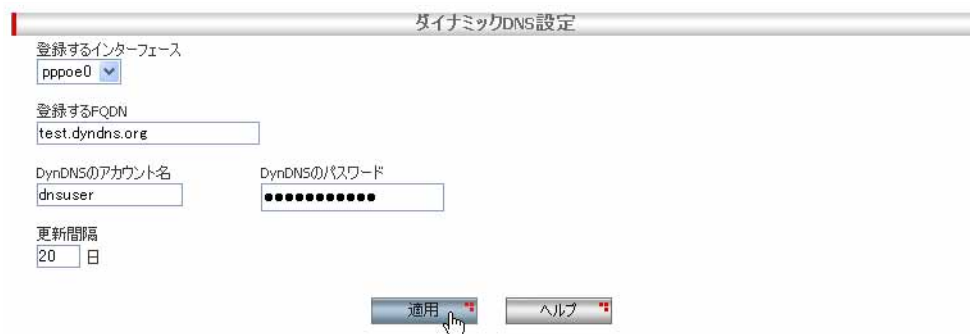 ダイナミックDNS設定
登録するインターフェース
pppoe0
登録するFQDN
test.dyndns.org
DynDNSのアカウント名 DynDNSのパスワード
dnsuser ●●●●●●●●●●●
更新間隔
20 日
適用 ヘルプ